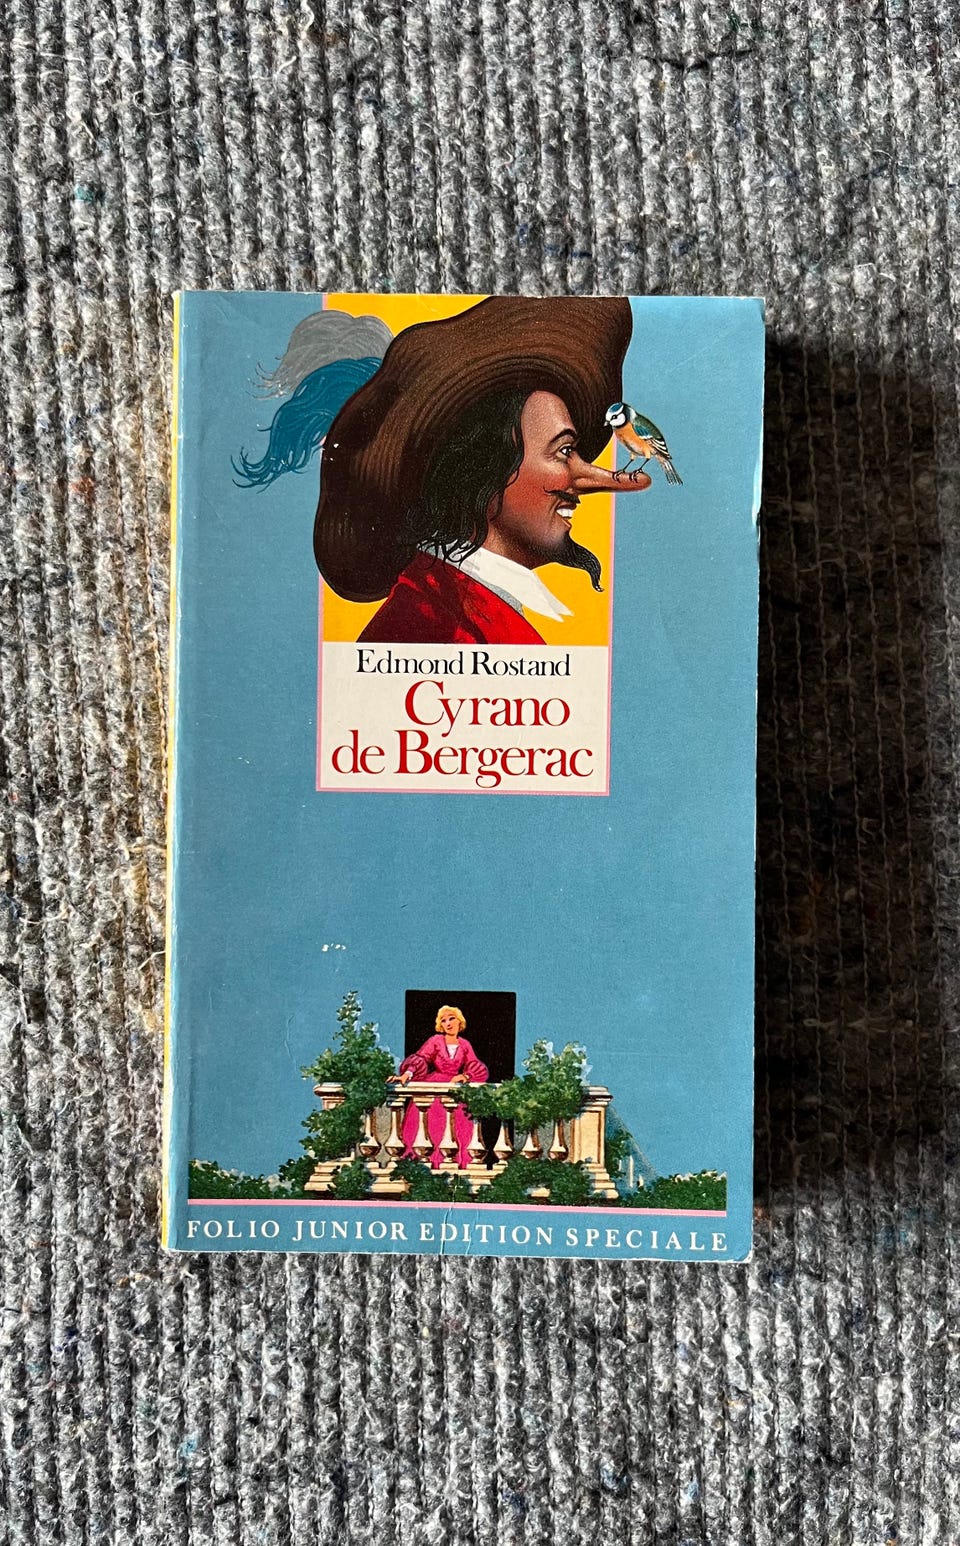 Edmond Rostand
Cyrano
de Bergerac
FOLIO JUNIOR EDITION SPECIALE